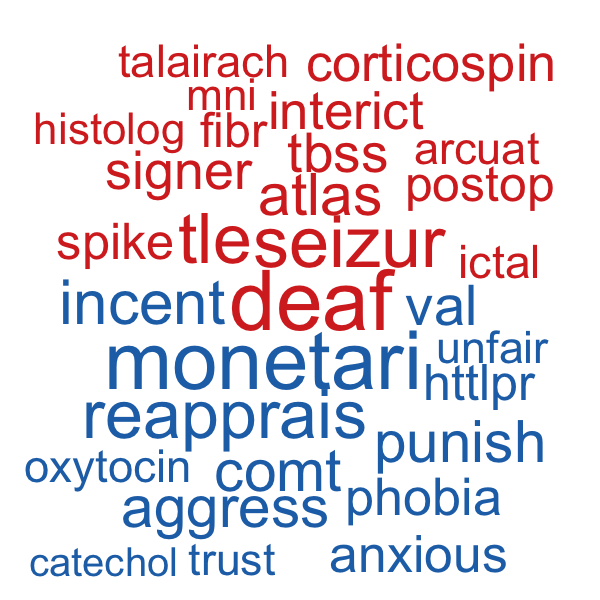 talairach corticospin
mni interict
histolog fibr
tbss arcuat
signer atlas postop
spike tle seizur ictal
incent deaf val
monetari unfair
httlpr
reapprais punish
oxytocin comt
aggress phobia
catechol trust anxious